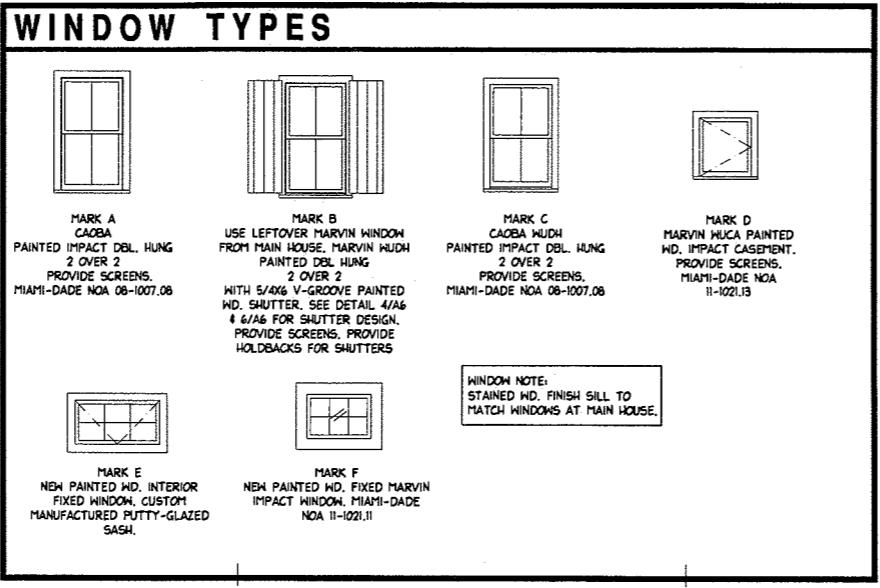 WINDOW TYPES
MARK A
CAOBA
PAINTED IMPACT DBL. HUNG
2 OVER 2
PROVIDE SCREENS.
MIAMI-DADE NOA 08-1007.08
MARK B
USE LEFTOVER MARVIN WINDOW
FROM MAIN HOUSE. MARVIN WUDH
PAINTED DBL HUNG
2 OVER 2
WITH 5/4X6 V-GROOVE PAINTED
WD. SHUTTER. SEE DETAIL 4/A6
& 6/A6 FOR SHUTTER DESIGN.
PROVIDE SCREENS. PROVIDE
HOLDBACKS FOR SHUTTERS
MARK C
CAOBA WUDH
PAINTED IMPACT DBL. HUNG
2 OVER 2
PROVIDE SCREENS.
MIAMI-DADE NOA 08-1007.08
MARK D
MARVIN WUCA PAINTED
WD. IMPACT CASEMENT.
PROVIDE SCREENS.
MIAMI-DADE NOA
11-1021.13
WINDOW NOTE:
STAINED WD. FINISH SILL TO
MATCH WINDOWS AT MAIN HOUSE.
MARK E
NEW PAINTED WD. INTERIOR
FIXED WINDOW. CUSTOM
MANUFACTURED PUTTY-GLAZED
SASH.
MARK F
NEW PAINTED WD. FIXED MARVIN
IMPACT WINDOW. MIAMI-DADE
NOA 11-1021.11